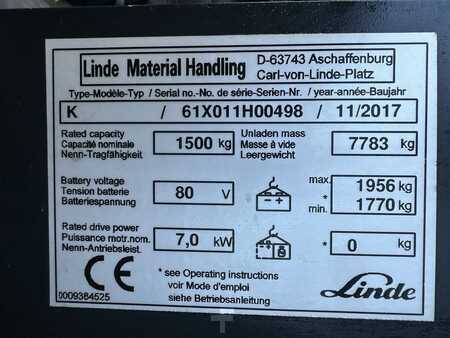 Linde Material Handling
D-63743 Aschaffenburg
Carl-von-Linde-Platz
Type-Modèle-Typ / Serial no.-No. de série-Serien-Nr. / year-année-Baujahr
K / 61X011H00498 / 11/2017
Rated capacity
Capacité nominale
Nenn-Tragfähigkeit
1500 kg
Unladen mass
Masse à vide
Leergewicht
7783 kg
Battery voltage
Tension batterie
Batteriespannung
80 V
- +
max. 1956 kg
*
min. 1770 kg
Rated drive power
Puissance motr.nom.
Nenn-Antriebsleist.
7,0 kW
* 0 kg
CE
0009384525
* see Operating instructions
voir Mode d'emploi
siehe Betriebsanleitung
Linde